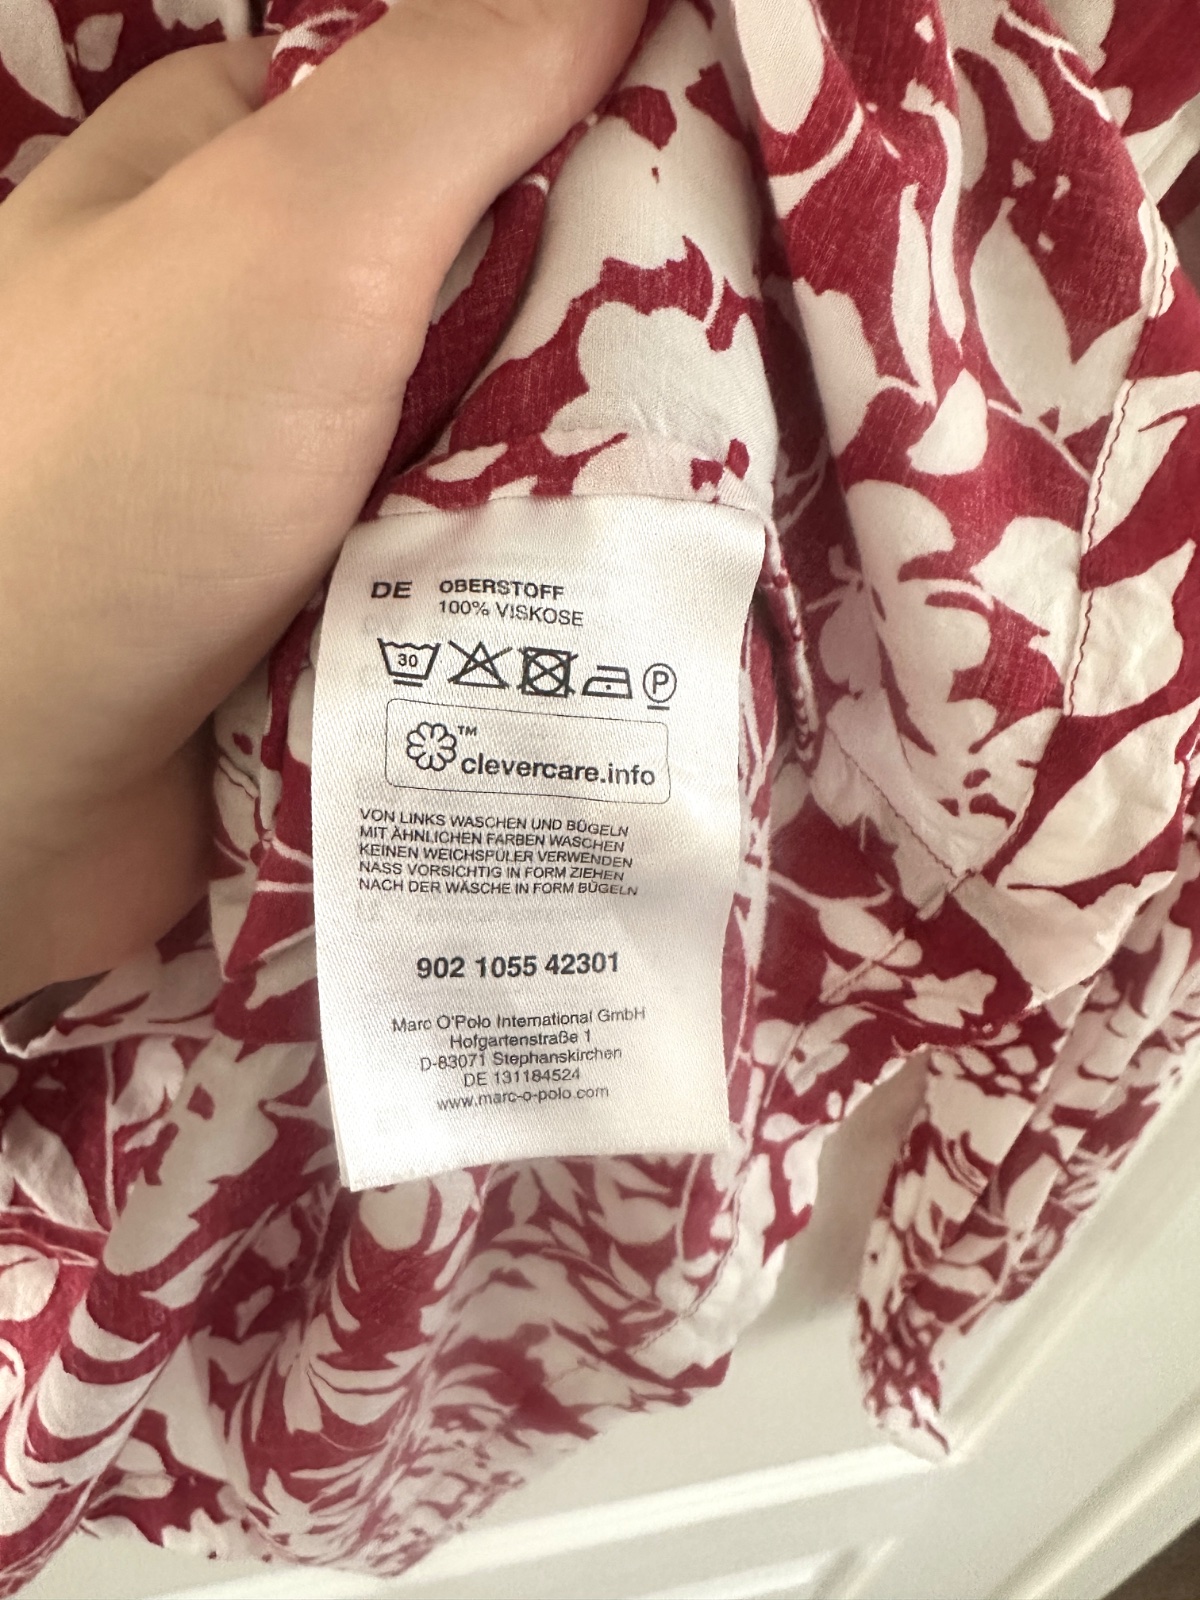 DE OBERSTOFF
100% VISKOSE
30 P
™
clevercare.info
VON LINKS WASCHEN UND BÜGELN
MIT ÄHNLICHEN FARBEN WASCHEN
KEINEN WEICHSPÜLER VERWENDEN
NASS VORSICHTIG IN FORM ZIEHEN
NACH DER WÄSCHE IN FORM BÜGELN
902 1055 42301
Marc O'Polo International GmbH
Hofgartenstraße 1
D-83071 Stephanskirchen
DE 131184524
www.marc-o-polo.com